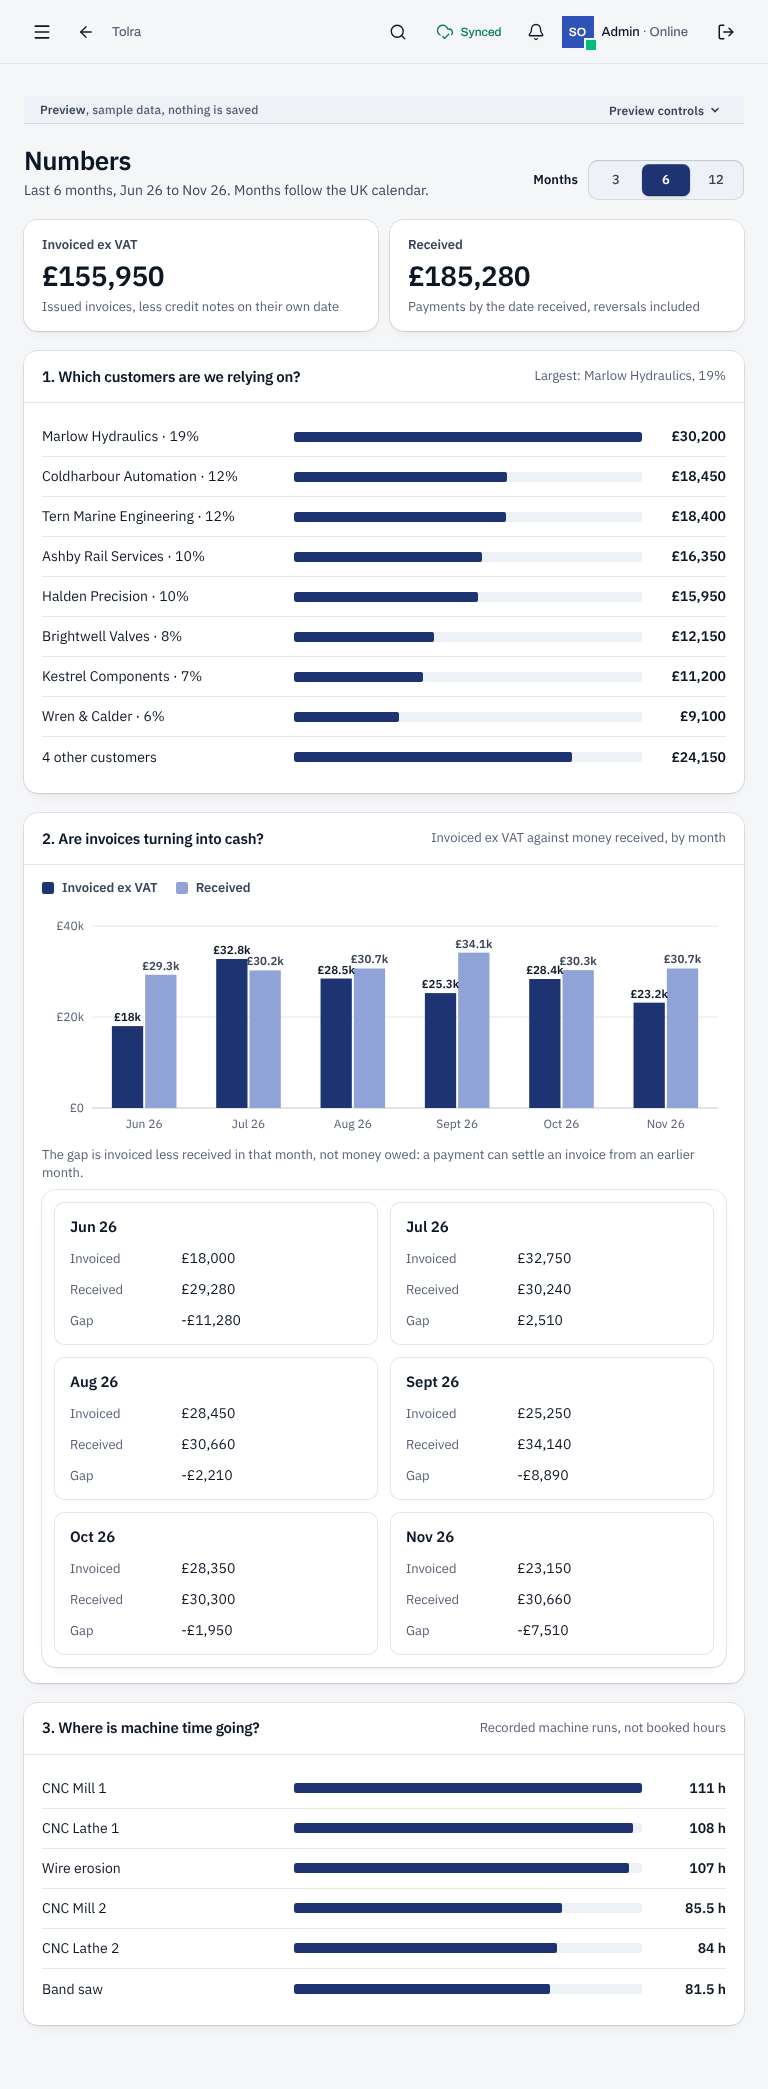 Tolra
Synced
SO
Admin · Online
Preview, sample data, nothing is saved
Preview controls
Numbers
Last 6 months, Jun 26 to Nov 26. Months follow the UK calendar.
Months 3 6 12
Invoiced ex VAT
£155,950
Issued invoices, less credit notes on their own date
Received
£185,280
Payments by the date received, reversals included
1. Which customers are we relying on?
Largest: Marlow Hydraulics, 19%
Marlow Hydraulics · 19% £30,200
Coldharbour Automation · 12% £18,450
Tern Marine Engineering · 12% £18,400
Ashby Rail Services · 10% £16,350
Halden Precision · 10% £15,950
Brightwell Valves · 8% £12,150
Kestrel Components · 7% £11,200
Wren & Calder · 6% £9,100
4 other customers £24,150
2. Are invoices turning into cash?
Invoiced ex VAT against money received, by month
Invoiced ex VAT Received
£40k
£20k
£0
£18k £29.3k
£32.8k £30.2k
£28.5k £30.7k
£25.3k £34.1k
£28.4k £30.3k
£23.2k £30.7k
Jun 26 Jul 26 Aug 26 Sept 26 Oct 26 Nov 26
The gap is invoiced less received in that month, not money owed: a payment can settle an invoice from an earlier
month.
Jun 26
Invoiced £18,000
Received £29,280
Gap -£11,280
Jul 26
Invoiced £32,750
Received £30,240
Gap £2,510
Aug 26
Invoiced £28,450
Received £30,660
Gap -£2,210
Sept 26
Invoiced £25,250
Received £34,140
Gap -£8,890
Oct 26
Invoiced £28,350
Received £30,300
Gap -£1,950
Nov 26
Invoiced £23,150
Received £30,660
Gap -£7,510
3. Where is machine time going?
Recorded machine runs, not booked hours
CNC Mill 1 111 h
CNC Lathe 1 108 h
Wire erosion 107 h
CNC Mill 2 85.5 h
CNC Lathe 2 84 h
Band saw 81.5 h